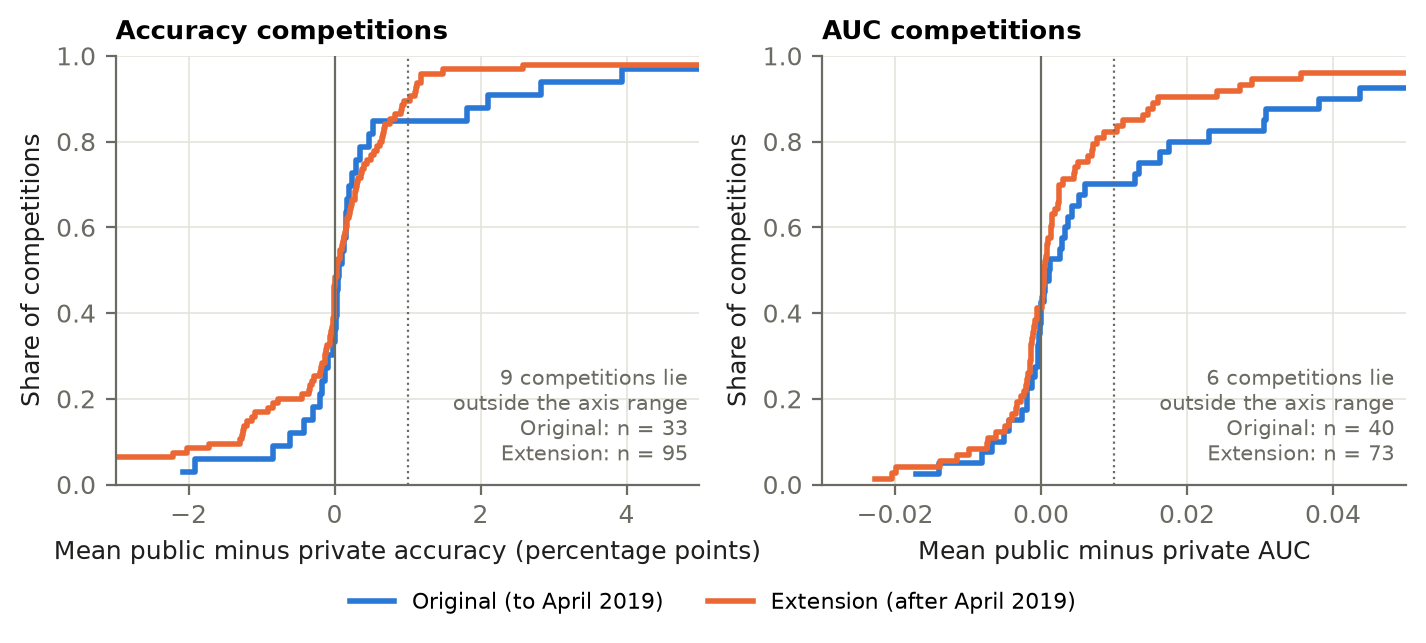 Accuracy competitions
AUC competitions
1.0
0.8
0.6
0.4
0.2
0.0
Share of competitions
9 competitions lie
outside the axis range
Original: n = 33
Extension: n = 95
−2
0
2
4
Mean public minus private accuracy (percentage points)
1.0
0.8
0.6
0.4
0.2
0.0
Share of competitions
6 competitions lie
outside the axis range
Original: n = 40
Extension: n = 73
−0.02
0.00
0.02
0.04
Mean public minus private AUC
Original (to April 2019)
Extension (after April 2019)